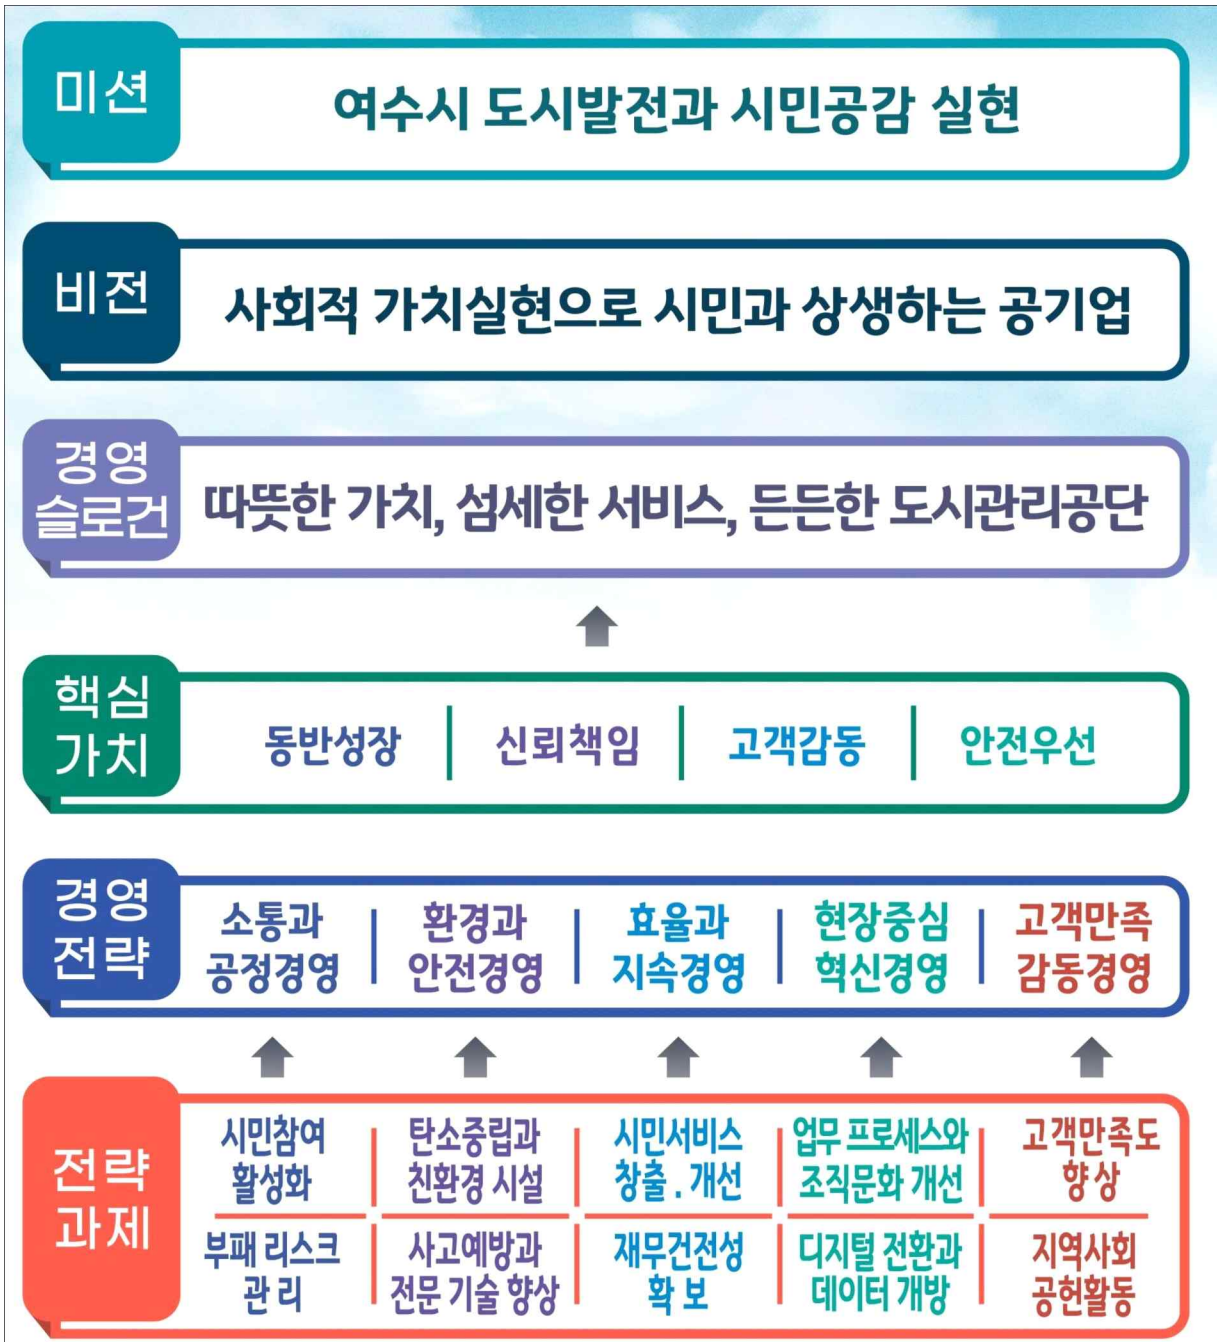 미션
여수시 도시발전과 시민공감 실현
비전
사회적 가치실현으로 시민과 상생하는 공기업
경영
슬로건
따뜻한 가치, 섬세한 서비스, 든든한 도시관리공단
핵심
가치
동반성장
신뢰책임
고객감동
안전우선
경영
전략
소통과
공정경영
환경과
안전경영
효율과
지속경영
현장중심
혁신경영
고객만족
감동경영
전략
과제
시민참여
활성화
탄소중립과
친환경 시설
시민서비스
창출 . 개선
업무 프로세스와
조직문화 개선
고객만족도
향상
부패 리스크
관리
사고예방과
전문 기술 향상
재무건전성
확보
디지털 전환과
데이터 개방
지역사회
공헌활동